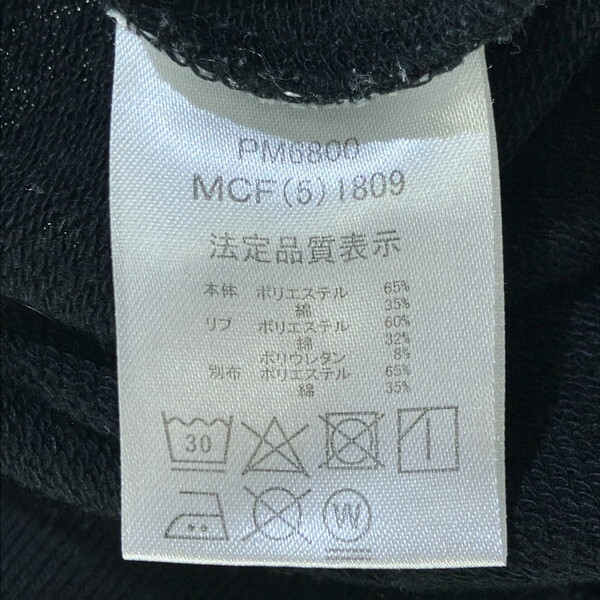 PM6800
MCF(5)1809
法定品質表示
本体 ポリエステル 65%
綿 35%
リブ ポリエステル 60%
綿 32%
ポリウレタン 8%
別布 ポリエステル 65%
綿 35%
30
W